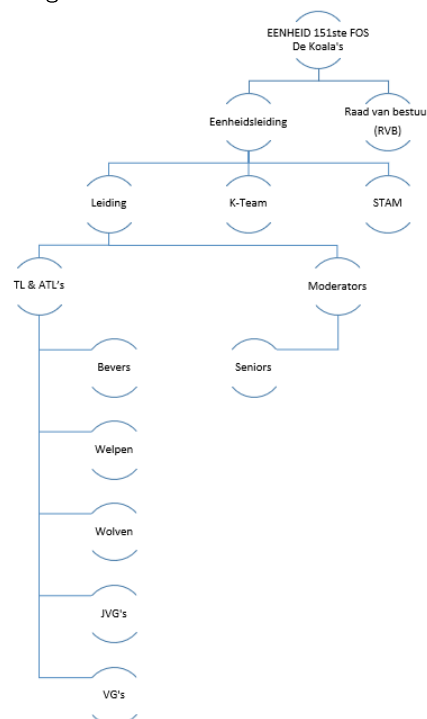 EENHEID 151ste FOS
De Koala's
Eenheidsleiding
Raad van bestuu
(RVB)
Leiding
K-Team
STAM
TL & ATL's
Moderators
Bevers
Seniors
Welpen
Wolven
JVG's
VG's